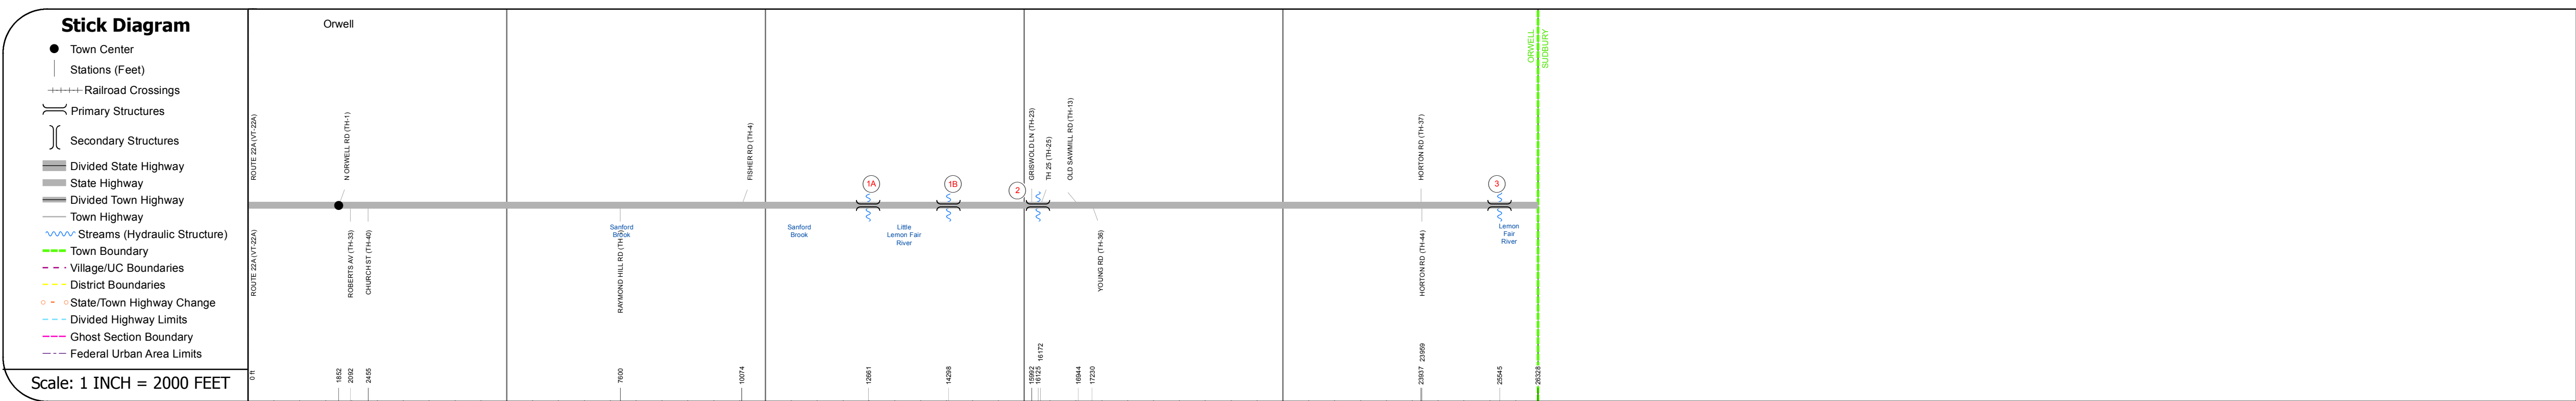 Stick Diagram
Town Center
Stations (Feet)
Railroad Crossings
Primary Structures
Secondary Structures
Divided State Highway
State Highway
Divided Town Highway
Town Highway
Streams (Hydraulic Structure)
Town Boundary
Village/UC Boundaries
District Boundaries
State/Town Highway Change
Divided Highway Limits
Ghost Section Boundary
Federal Urban Area Limits
Scale: 1 INCH = 2000 FEET
Orwell
ORWELL
SUDBURY
ROUTE 22A (VT-22A)
N ORWELL RD (TH-1)
FISHER RD (TH-4)
GRISWOLD LN (TH-23)
TH 25 (TH-25)
OLD SAWMILL RD (TH-13)
HORTON RD (TH-37)
1A
1B
2
3
ROUTE 22A (VT-22A)
ROBERTS AV (TH-33)
CHURCH ST (TH-40)
RAYMOND HILL RD
Sanford
Brook
Sanford
Brook
Little
Lemon Fair
River
YOUNG RD (TH-36)
HORTON RD (TH-44)
Lemon
Fair
River
0 ft
1852
2092
2455
7600
10074
12661
14298
15992
16125
16172
16944
17230
23937
23959
25545
26328